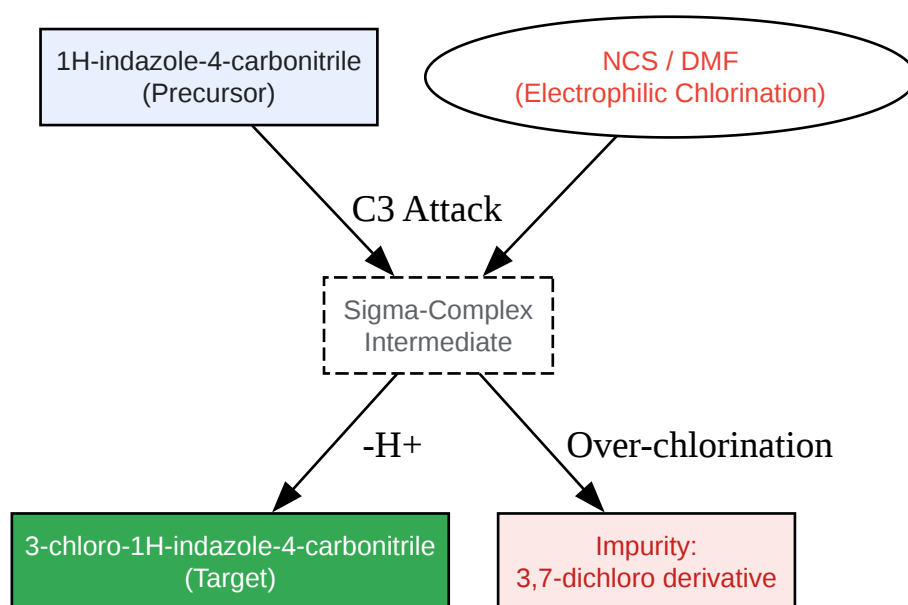 1H-indazole-4-carbonitrile
(Precursor)
NCS / DMF
(Electrophilic Chlorination)
C3 Attack
Sigma-Complex
Intermediate
-H+
Over-chlorination
3-chloro-1H-indazole-4-carbonitrile
(Target)
Impurity:
3,7-dichloro derivative